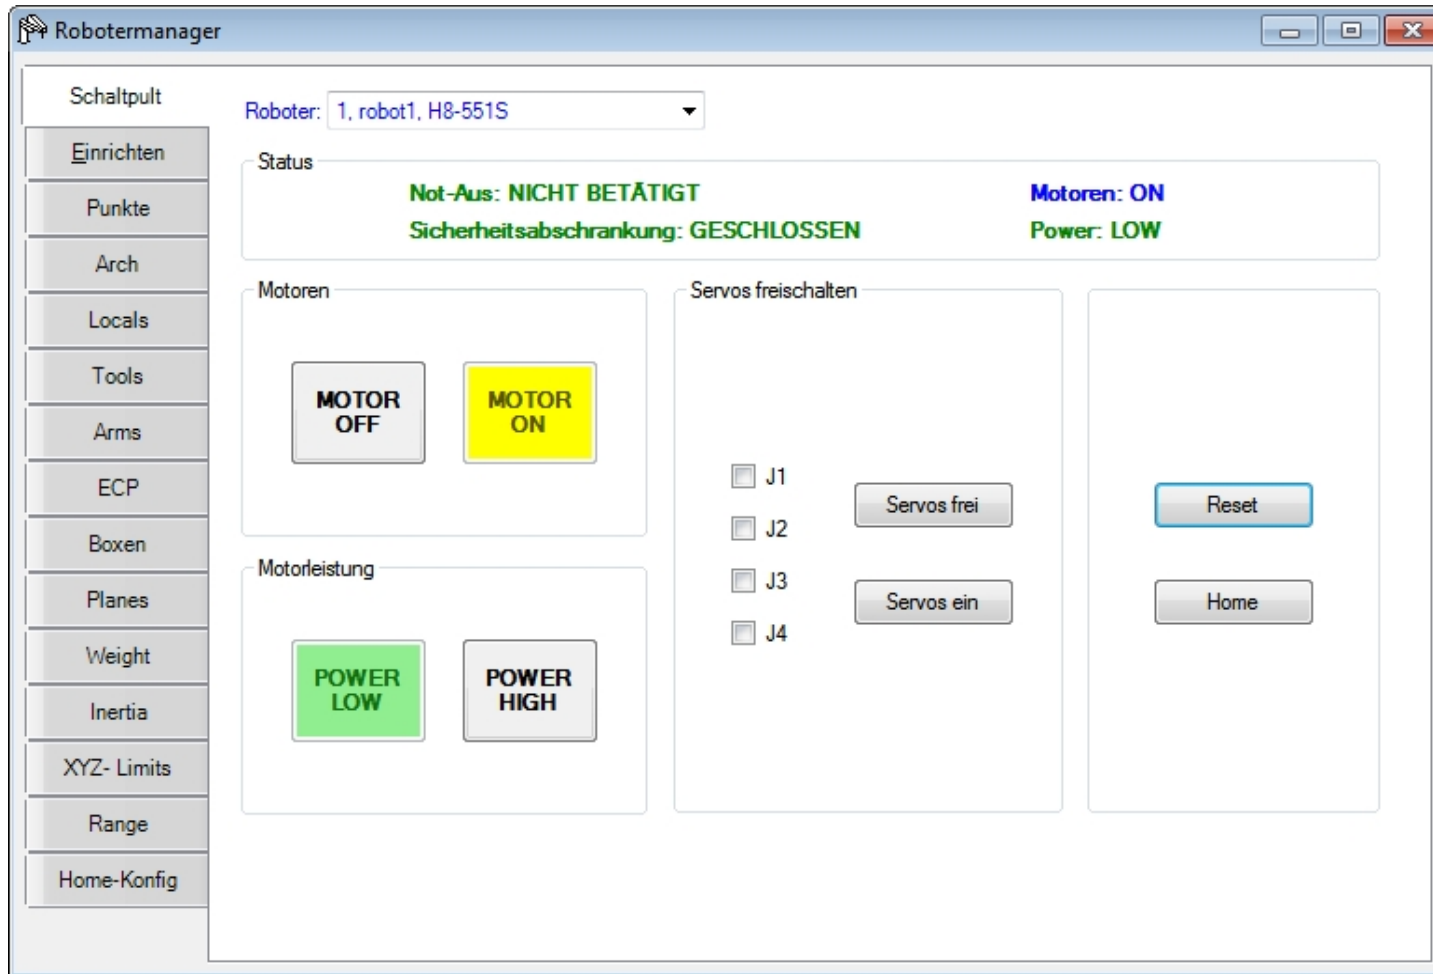 Robotermanager
Schaltpult
Einrichten
Punkte
Arch
Locals
Tools
Arms
ECP
Boxen
Planes
Weight
Inertia
XYZ- Limits
Range
Home-Konfig
Roboter: 1, robot1, H8-551S
Status
Not-Aus: NICHT BETÄTIGT
Motoren: ON
Sicherheitsabschrankung: GESCHLOSSEN
Power: LOW
Motoren
MOTOR
OFF
MOTOR
ON
Motorleistung
POWER
LOW
POWER
HIGH
Servos freischalten
J1
J2
J3
J4
Servos frei
Servos ein
Reset
Home